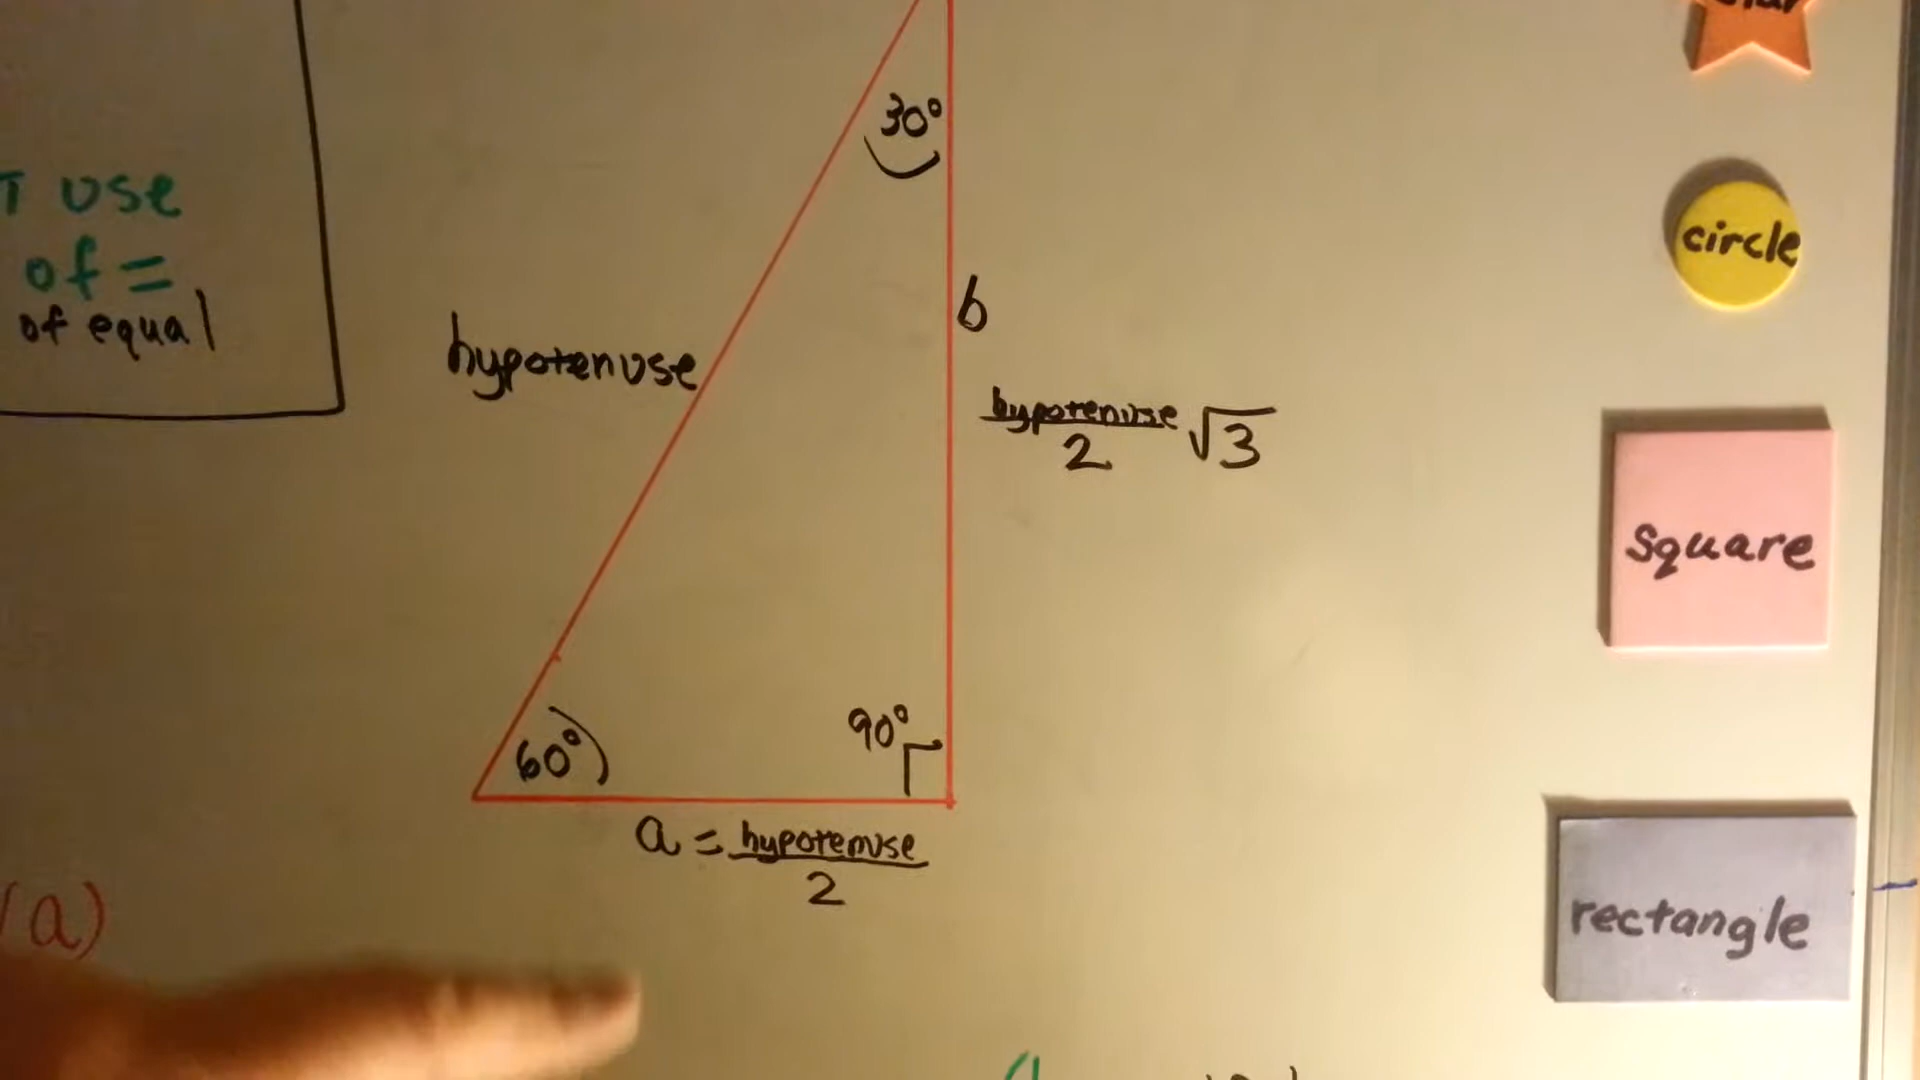 T use
of =
of equal
30°
hypotenuse
b
hypotenuse
2
√3
60°
90°
a = hypotenuse
2
(a)
circle
square
rectangle